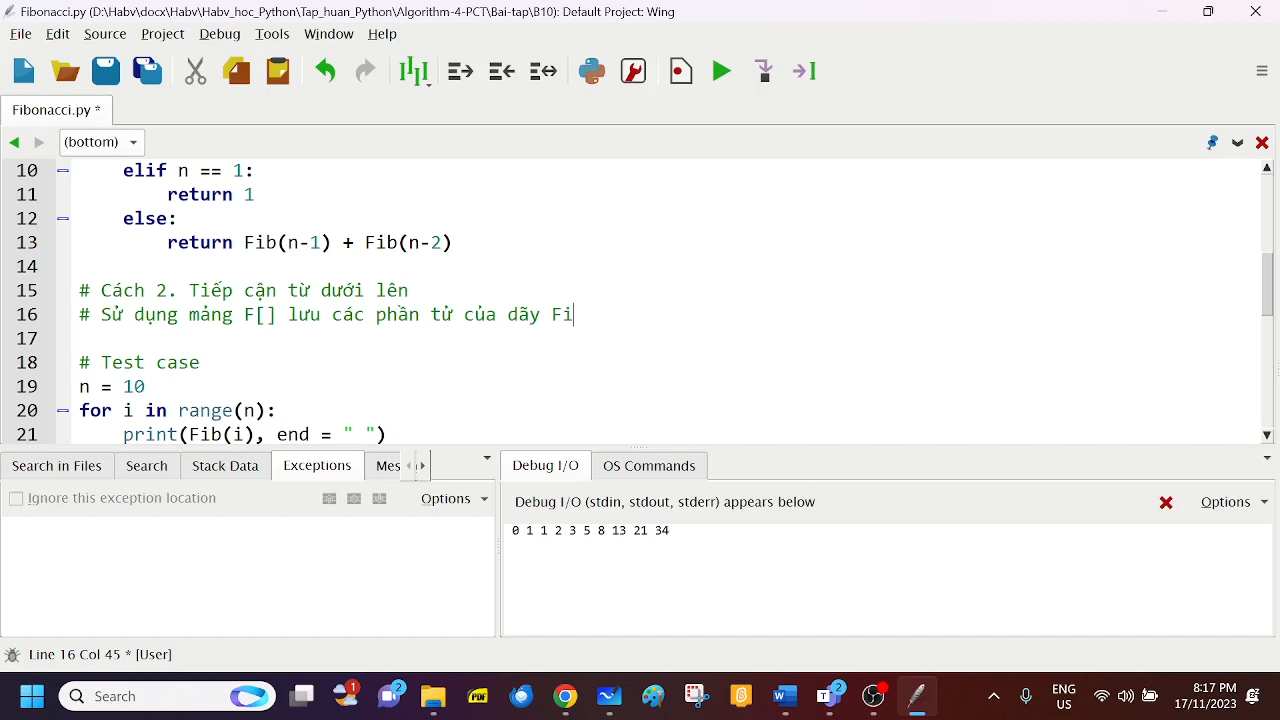 Fibonacci.py (D:\Habv\docx\Habv_hoc_Python\Tap_huan_Python\Algorithm-4-PCT\Bai-tap\B10): Default Project: Wing
File Edit Source Project Debug Tools Window Help
Fibonacci.py *
(bottom)
10 elif n == 1:
11 return 1
12 else:
13 return Fib(n-1) + Fib(n-2)
14
15 # Cách 2. Tiếp cận từ dưới lên
16 # Sử dụng mảng F[] lưu các phần tử của dãy Fi
17
18 # Test case
19 n = 10
20 for i in range(n):
21 print(Fib(i), end = " ")
Search in Files Search Stack Data Exceptions Mes
Ignore this exception location Options
Debug I/O OS Commands
Debug I/O (stdin, stdout, stderr) appears below Options
0 1 1 2 3 5 8 13 21 34
Line 16 Col 45 * [User]
Search
1
2
PDF
2
ENG
US
8:17 PM
17/11/2023